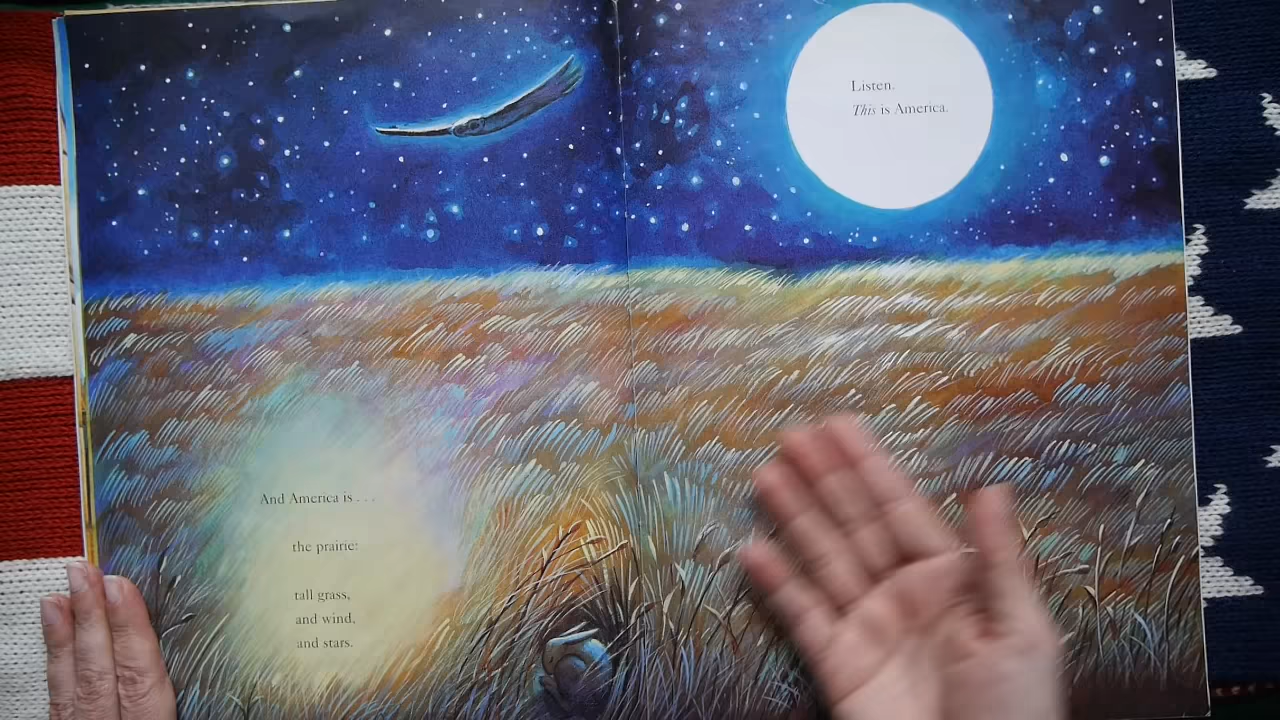 And America is . . .
the prairie:
tall grass,
and wind,
and stars.
Listen.
This is America.